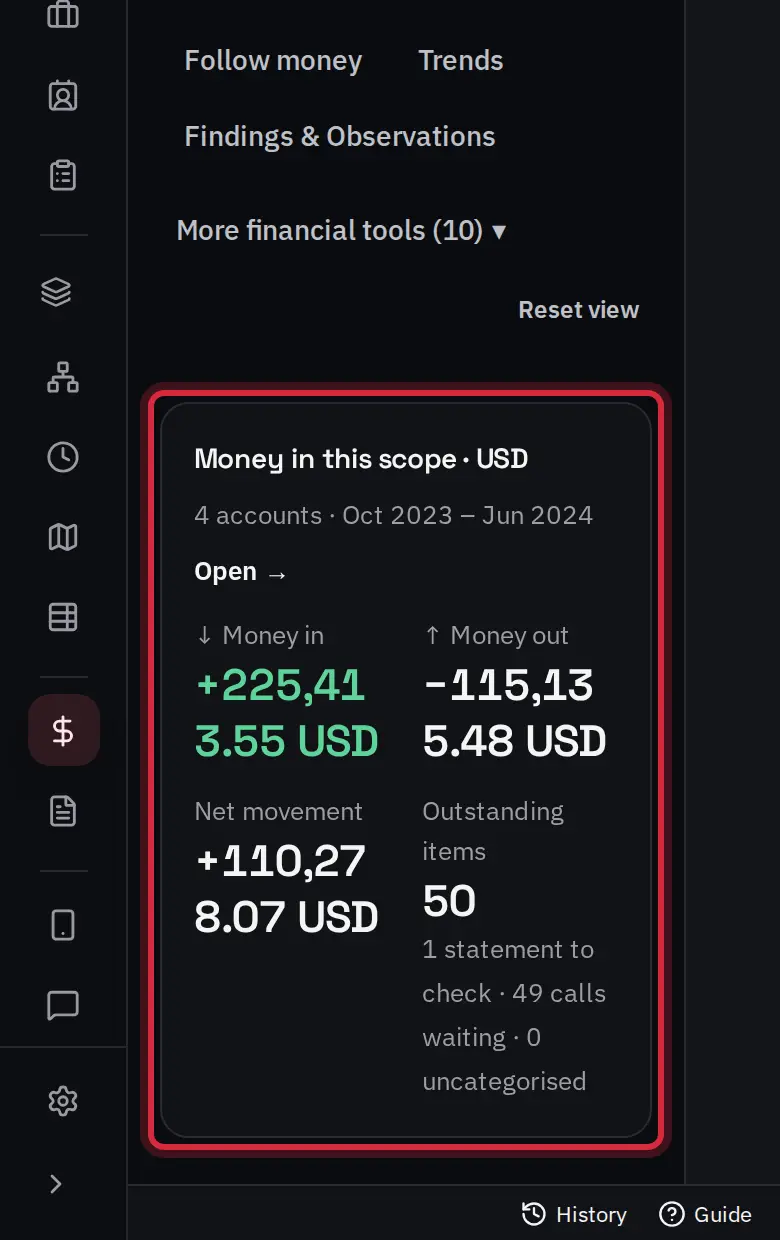 Follow money Trends
Findings & Observations
More financial tools (10) ▾
Reset view
Money in this scope · USD
4 accounts · Oct 2023 – Jun 2024
Open →
↓ Money in
+225,41
3.55 USD
↑ Money out
−115,13
5.48 USD
Net movement
+110,27
8.07 USD
Outstanding
items
50
1 statement to
check · 49 calls
waiting · 0
uncategorised
History Guide